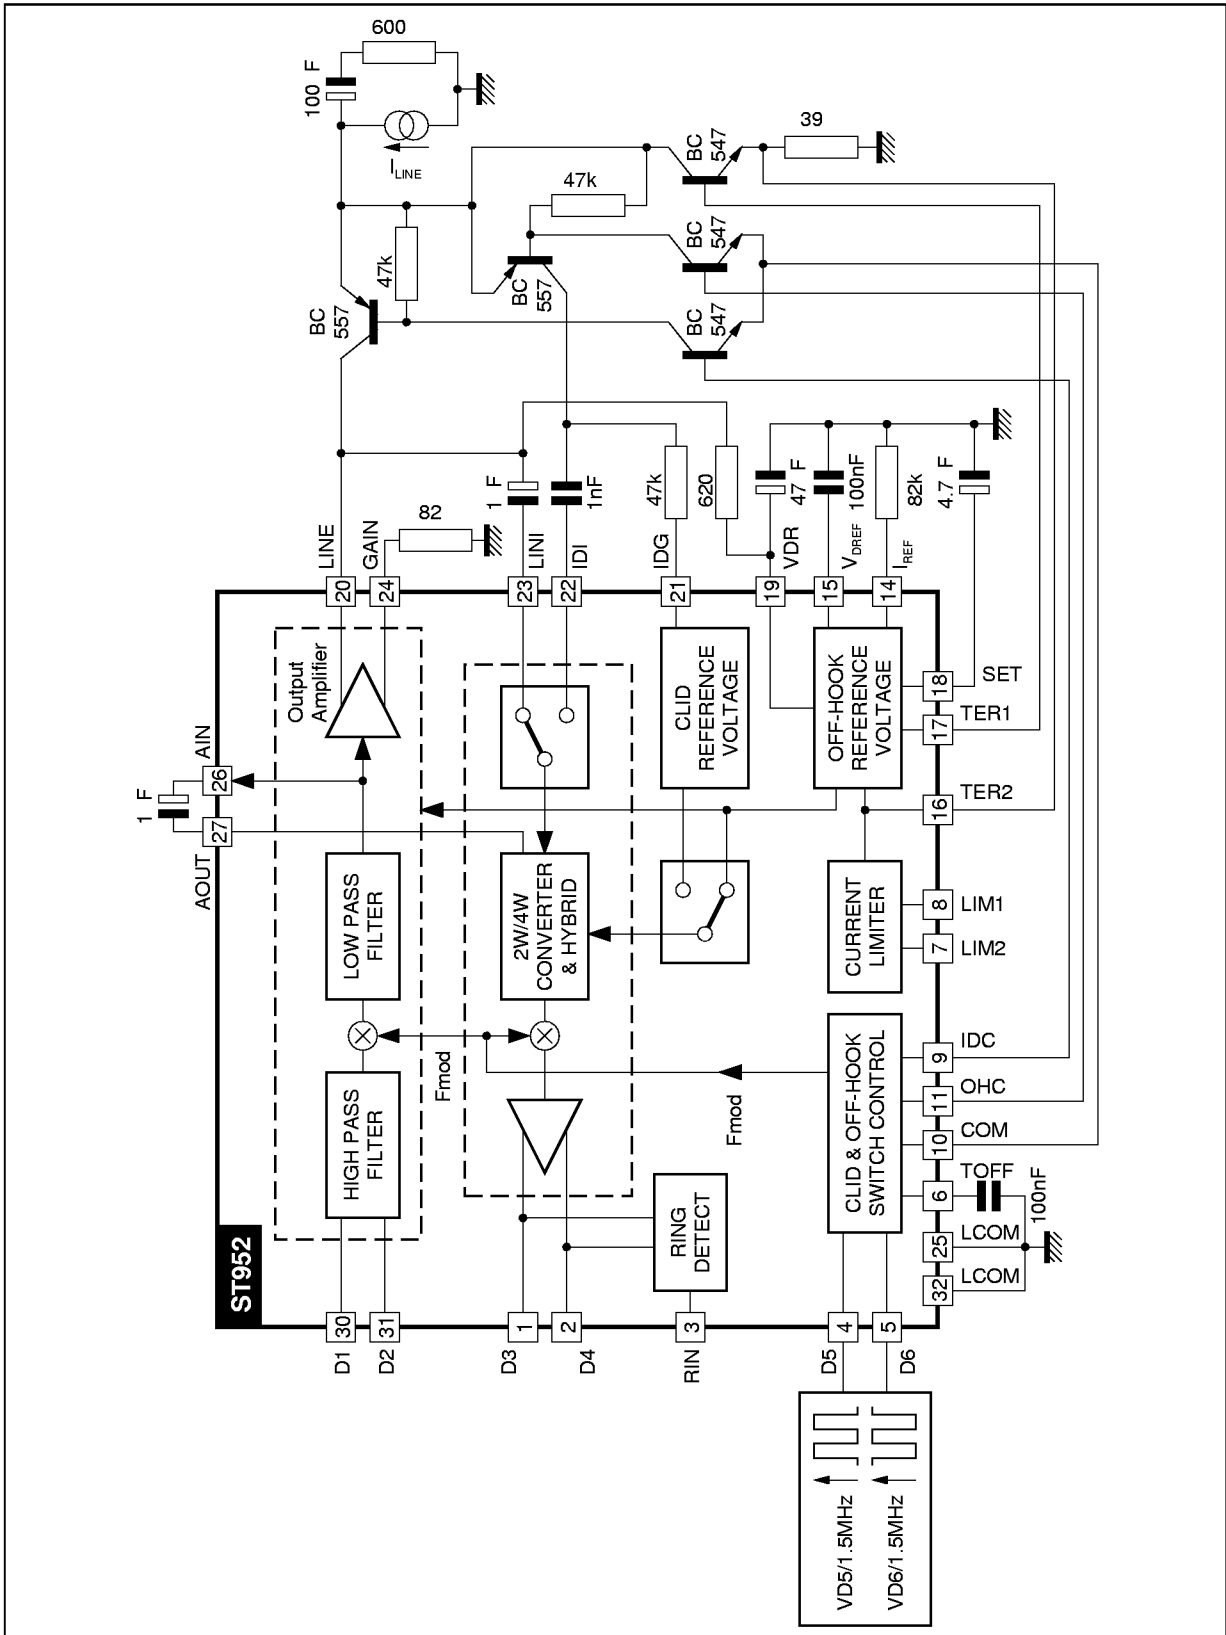 600
100 F
I LINE
BC
547
39
47k
BC
547
47k
BC
557
BC
557
BC
547
LINE
GAIN
82
1 F
LINI
1nF
IDI
47k
IDG
620
47 F
VDR
100nF
VDREF
82k
IREF
4.7 F
20
24
23
22
21
19
15
14
Output
Amplifier
AIN
26
1 F
27
AOUT
CLID
REFERENCE
VOLTAGE
OFF-HOOK
REFERENCE
VOLTAGE
18
SET
17
TER1
16
TER2
LOW PASS
FILTER
2W/4W
CONVERTER
& HYBRID
CURRENT
LIMITER
8
LIM1
7
LIM2
HIGH PASS
FILTER
Fmod
Fmod
CLID & OFF-HOOK
SWITCH CONTROL
9
IDC
11
OHC
10
COM
6
TOFF
100nF
25
LCOM
32
LCOM
RING
DETECT
ST952
30
31
1
2
3
4
5
D1
D2
D3
D4
RIN
D5
D6
VD5/1.5MHz
VD6/1.5MHz